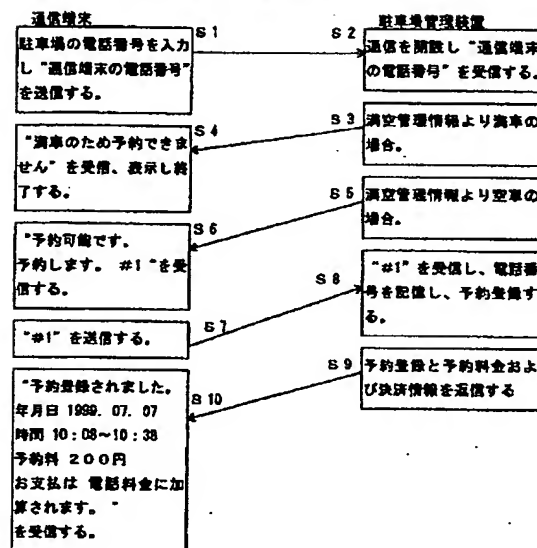 通信端末
S 1
駐車場の電話番号を入力
し"通信端末の電話番号"
を送信する。
S 4
"満車のため予約できま
せん"を受信、表示し終
了する。
S 6
"予約可能です。
予約します。 #1 "を受
信する。
S 7
"#1" を送信する。
S 10
"予約登録されました。
年月日 1999. 07. 07
時間 10:08~10:38
予約料 200円
お支払は 電話料金に加
算されます。 "
を受信する。
駐車場管理装置
S 2
通信を開設し "通信端末
の電話番号" を受信する。
S 3
満空管理情報より満車の
場合。
S 5
満空管理情報より空車の
場合。
S 8
"#1" を受信し、電話番
号を記憶し、予約登録す
る。
S 9
予約登録と予約料金およ
び決済情報を返信する